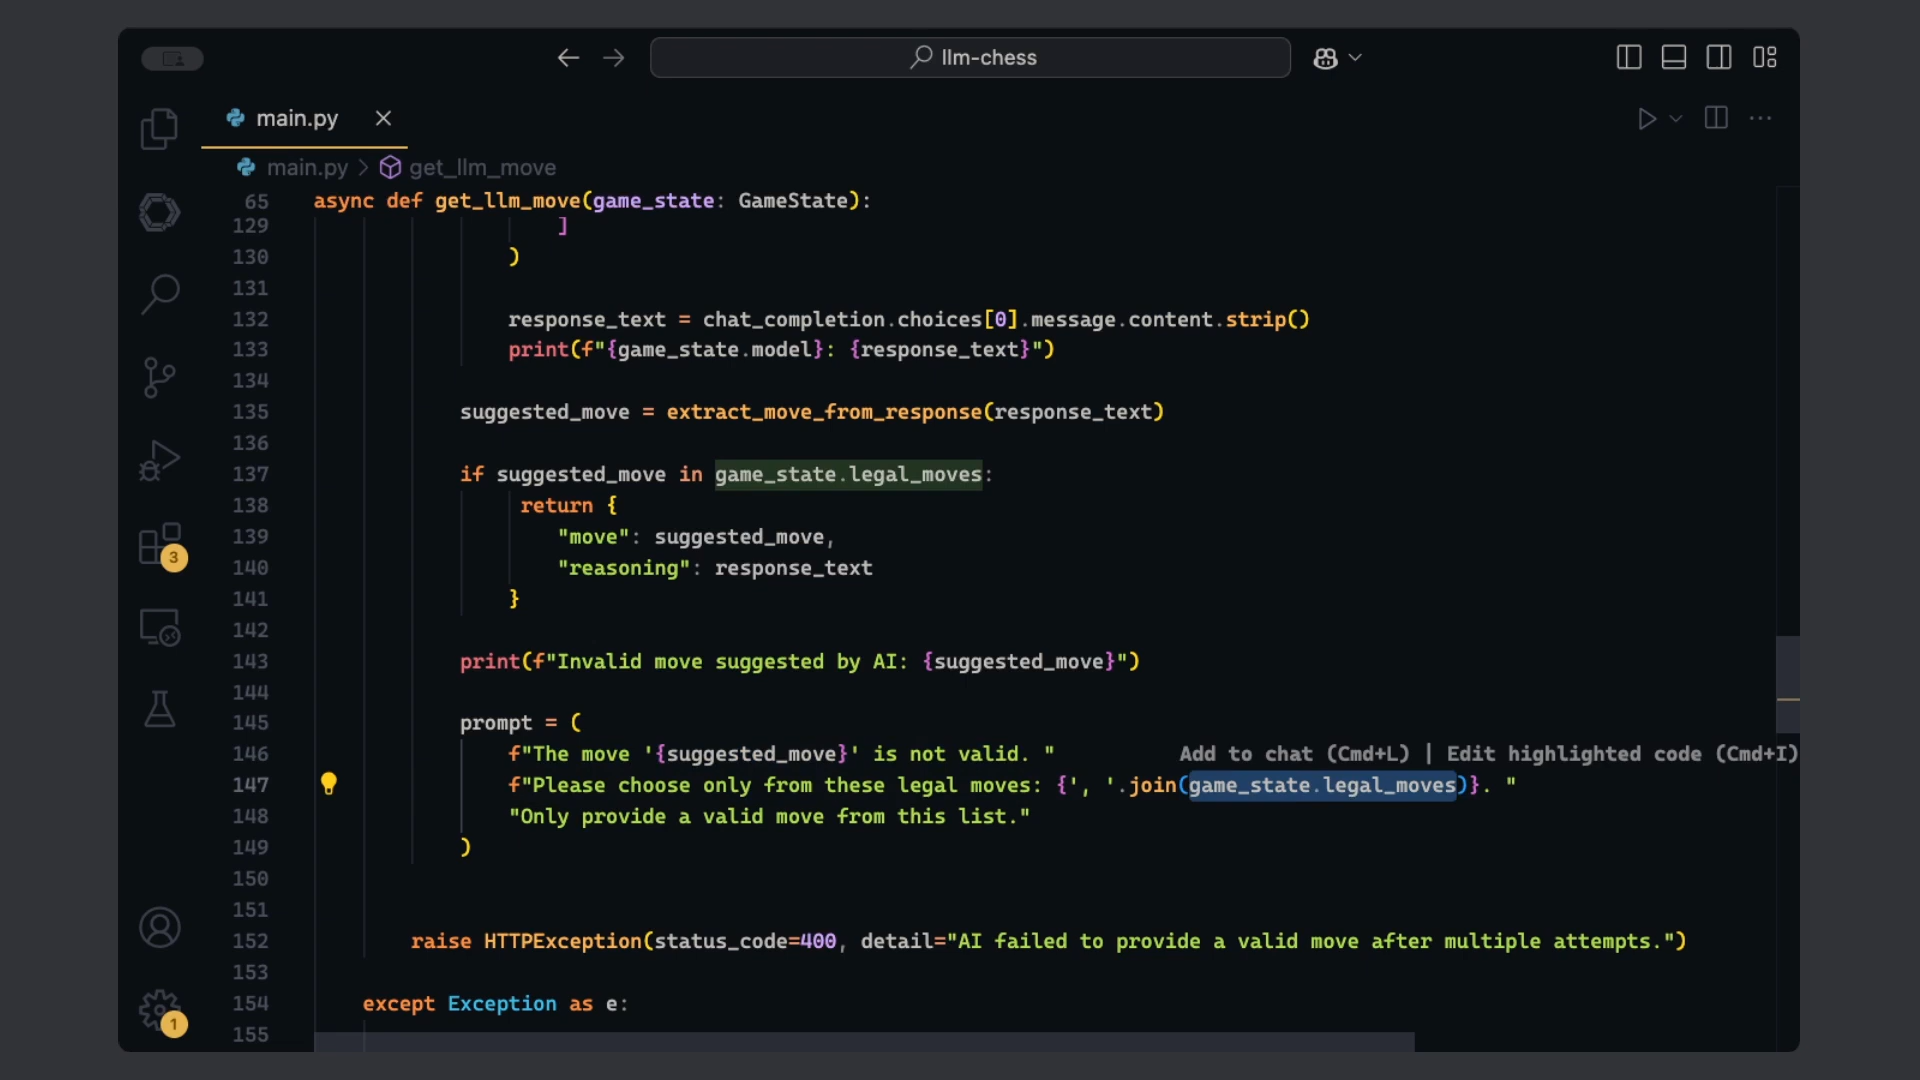 llm-chess
main.py
main.py > get_llm_move
65 async def get_llm_move(game_state: GameState):
129 ]
130 )
131
132 response_text = chat_completion.choices[0].message.content.strip()
133 print(f"{game_state.model}: {response_text}")
134
135 suggested_move = extract_move_from_response(response_text)
136
137 if suggested_move in game_state.legal_moves:
138 return {
139 "move": suggested_move,
140 "reasoning": response_text
141 }
142
143 print(f"Invalid move suggested by AI: {suggested_move}")
144
145 prompt = (
146 f"The move '{suggested_move}' is not valid. " Add to chat (Cmd+L) | Edit highlighted code (Cmd+I)
147 f"Please choose only from these legal moves: {', '.join(game_state.legal_moves)}. "
148 "Only provide a valid move from this list."
149 )
150
151
152 raise HTTPException(status_code=400, detail="AI failed to provide a valid move after multiple attempts.")
153
154 except Exception as e:
155
3
1